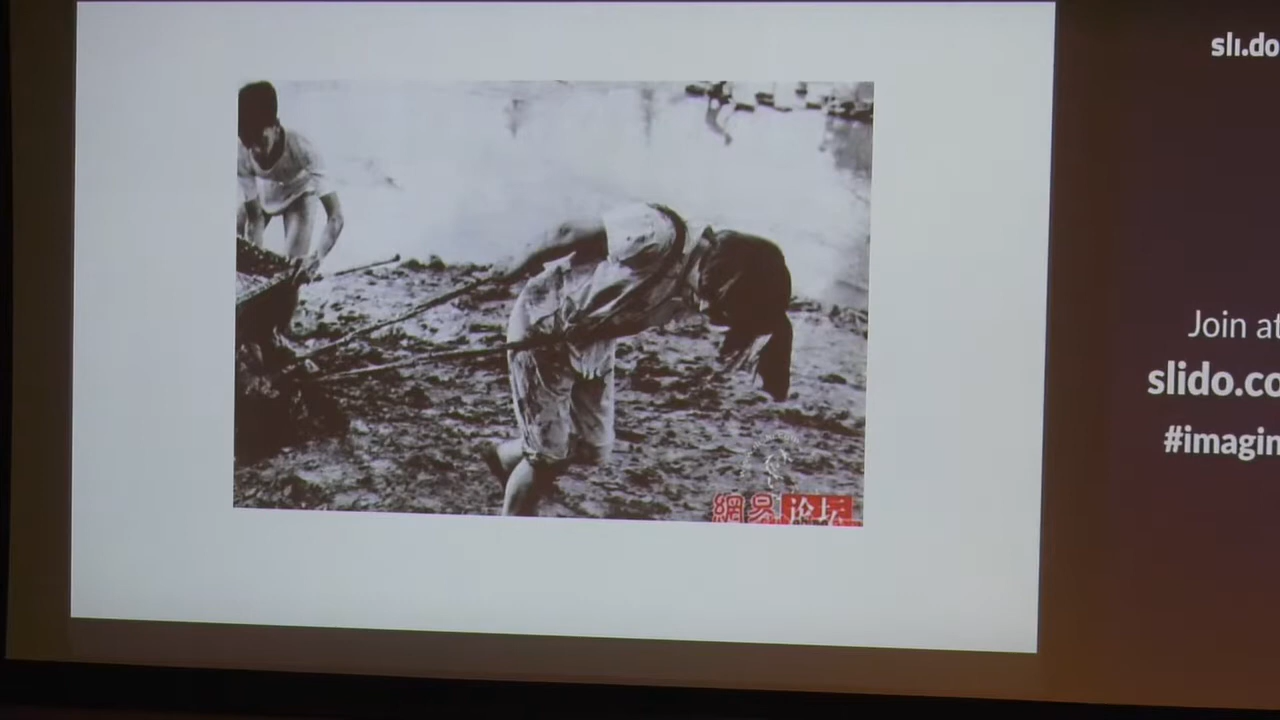 slı.do
Join at
slido.co
#imagin
網易论坛